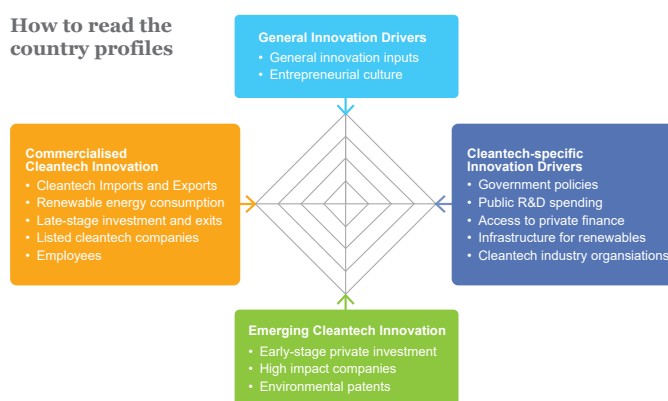 How to read the
country profiles
General Innovation Drivers
• General innovation inputs
• Entrepreneurial culture
Commercialised
Cleantech Innovation
• Cleantech Imports and Exports
• Renewable energy consumption
• Late-stage investment and exits
• Listed cleantech companies
• Employees
Cleantech-specific
Innovation Drivers
• Government policies
• Public R&D spending
• Access to private finance
• Infrastructure for renewables
• Cleantech industry organsiations
Emerging Cleantech Innovation
• Early-stage private investment
• High impact companies
• Environmental patents